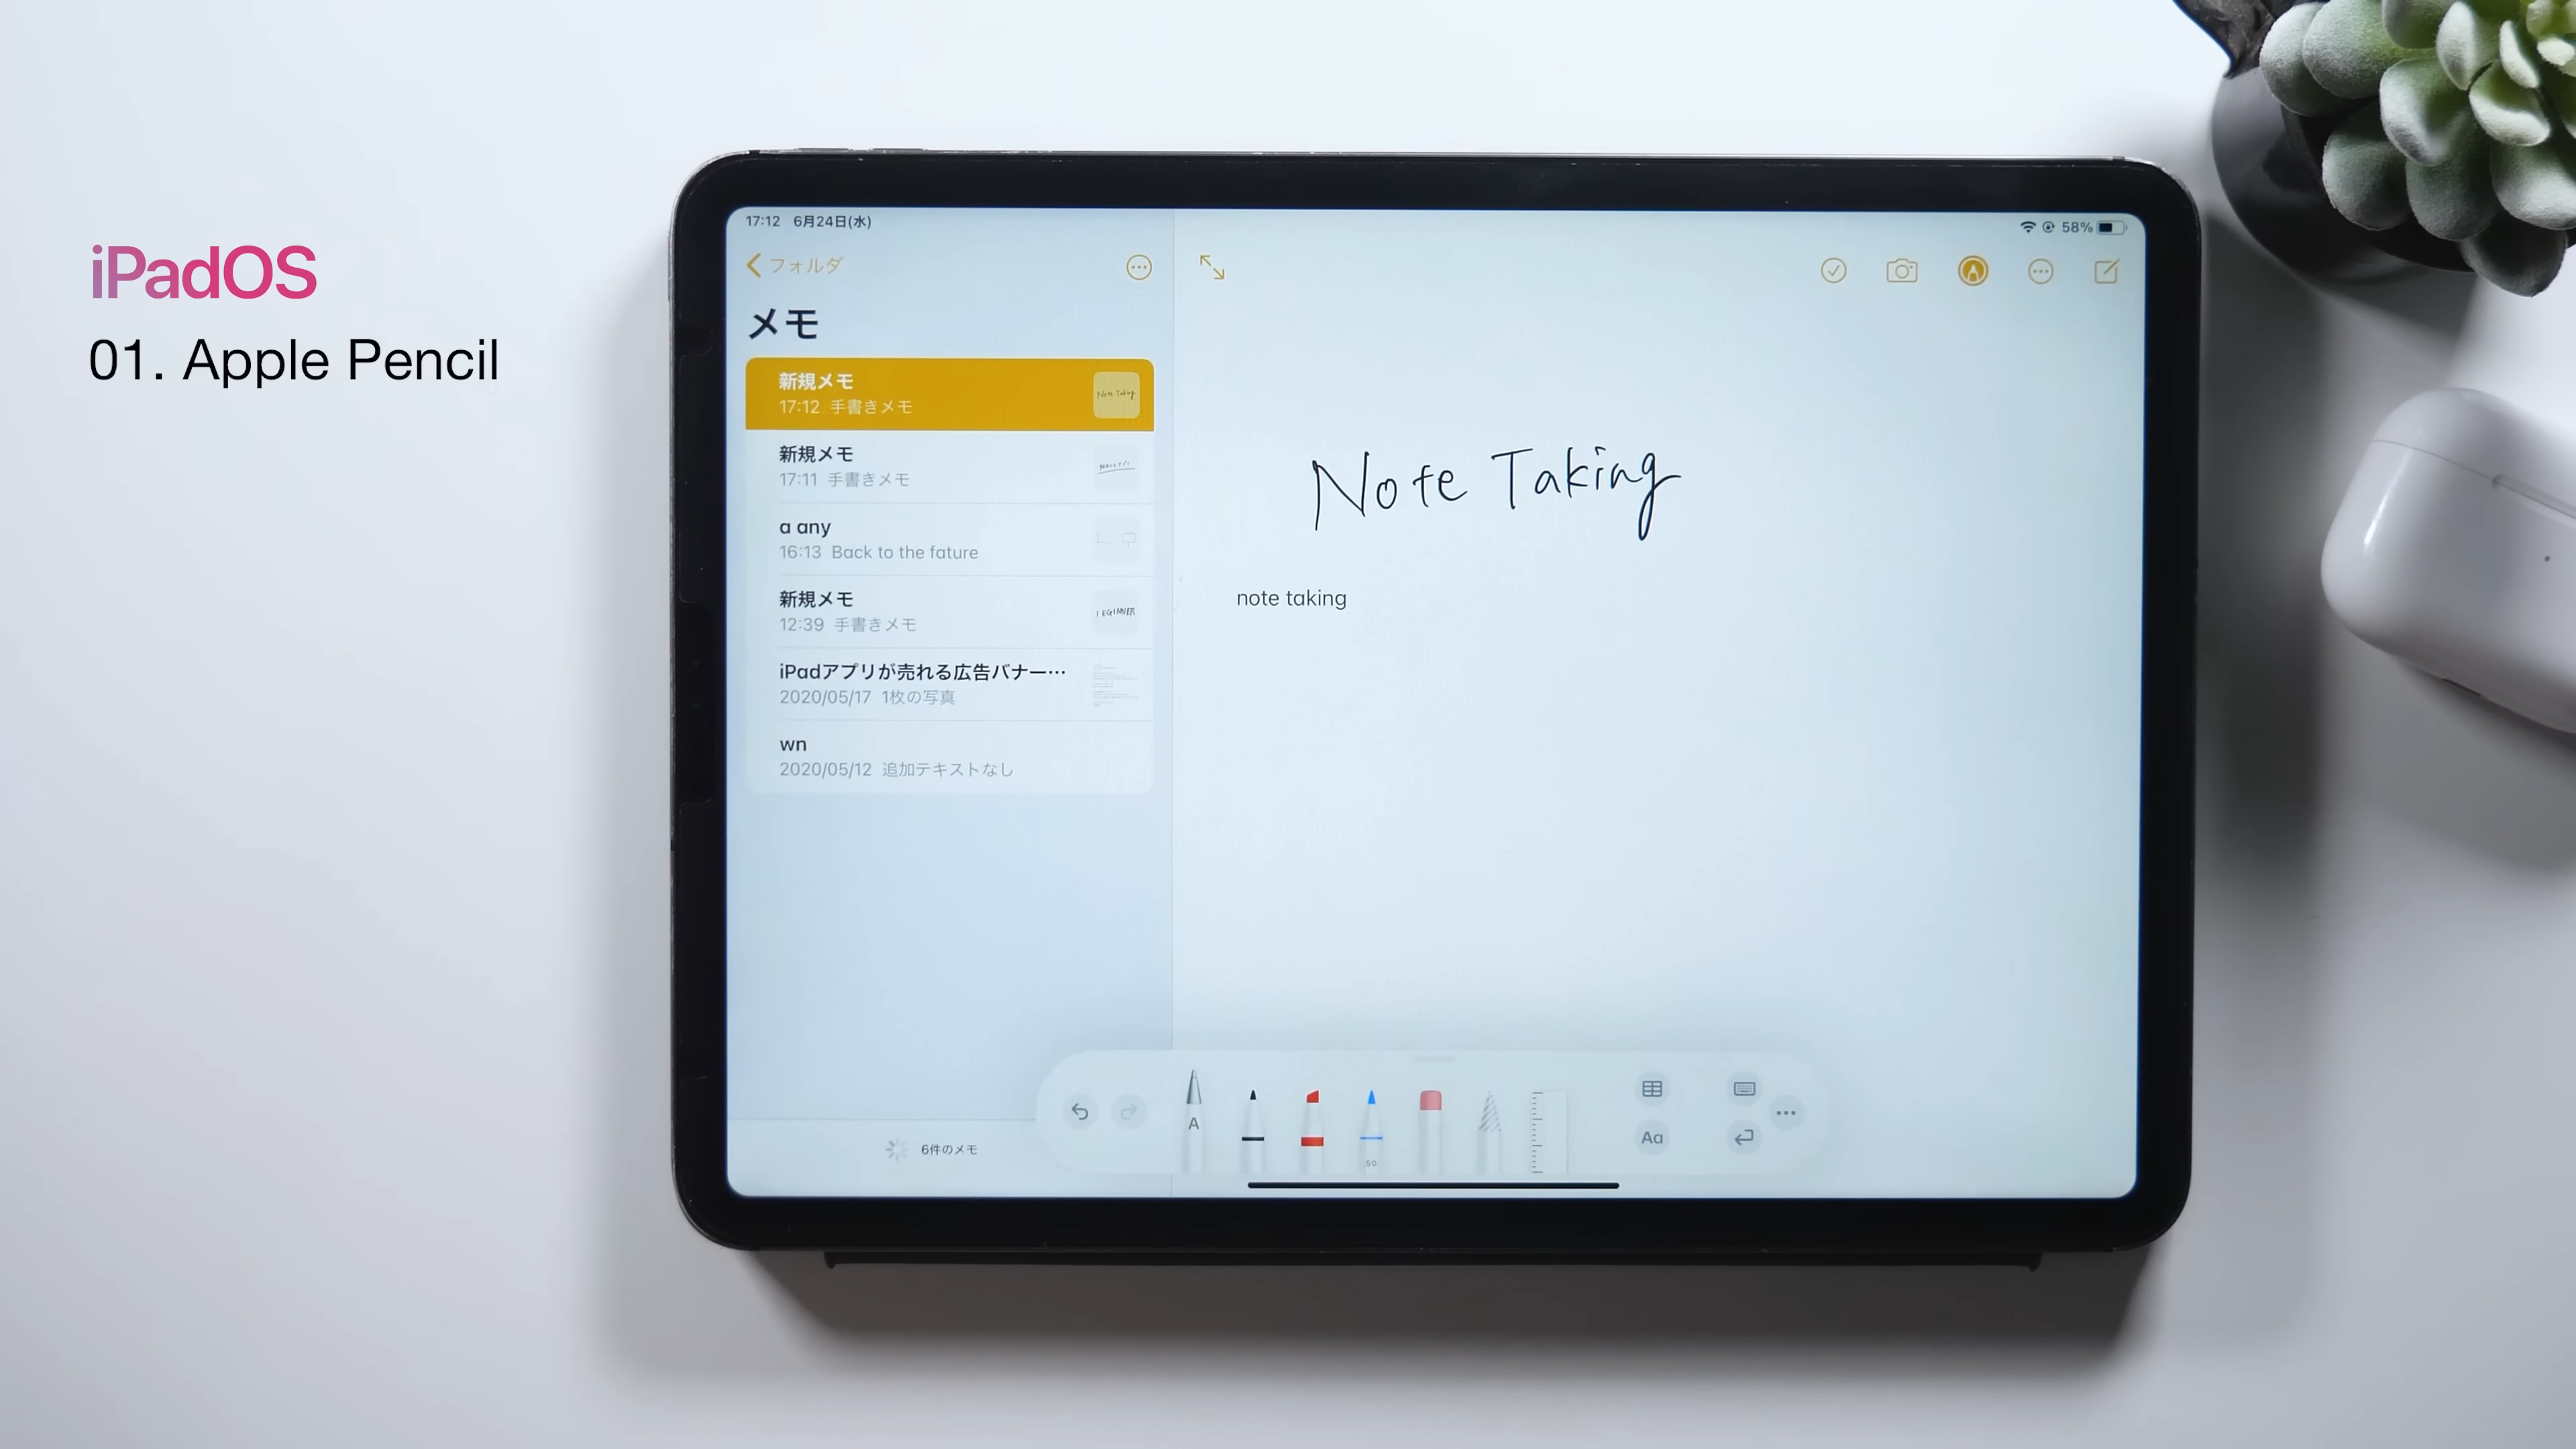 iPadOS
01. Apple Pencil
17:12 6月24日(水)
58%
フォルダ
メモ
新規メモ
17:12 手書きメモ
Note Taking
新規メモ
17:11 手書きメモ
a any
16:13 Back to the fature
新規メモ
12:39 手書きメモ
iPadアプリが売れる広告バナー…
2020/05/17 1枚の写真
wn
2020/05/12 追加テキストなし
6件のメモ
Note Taking
note taking
A
50
Aa